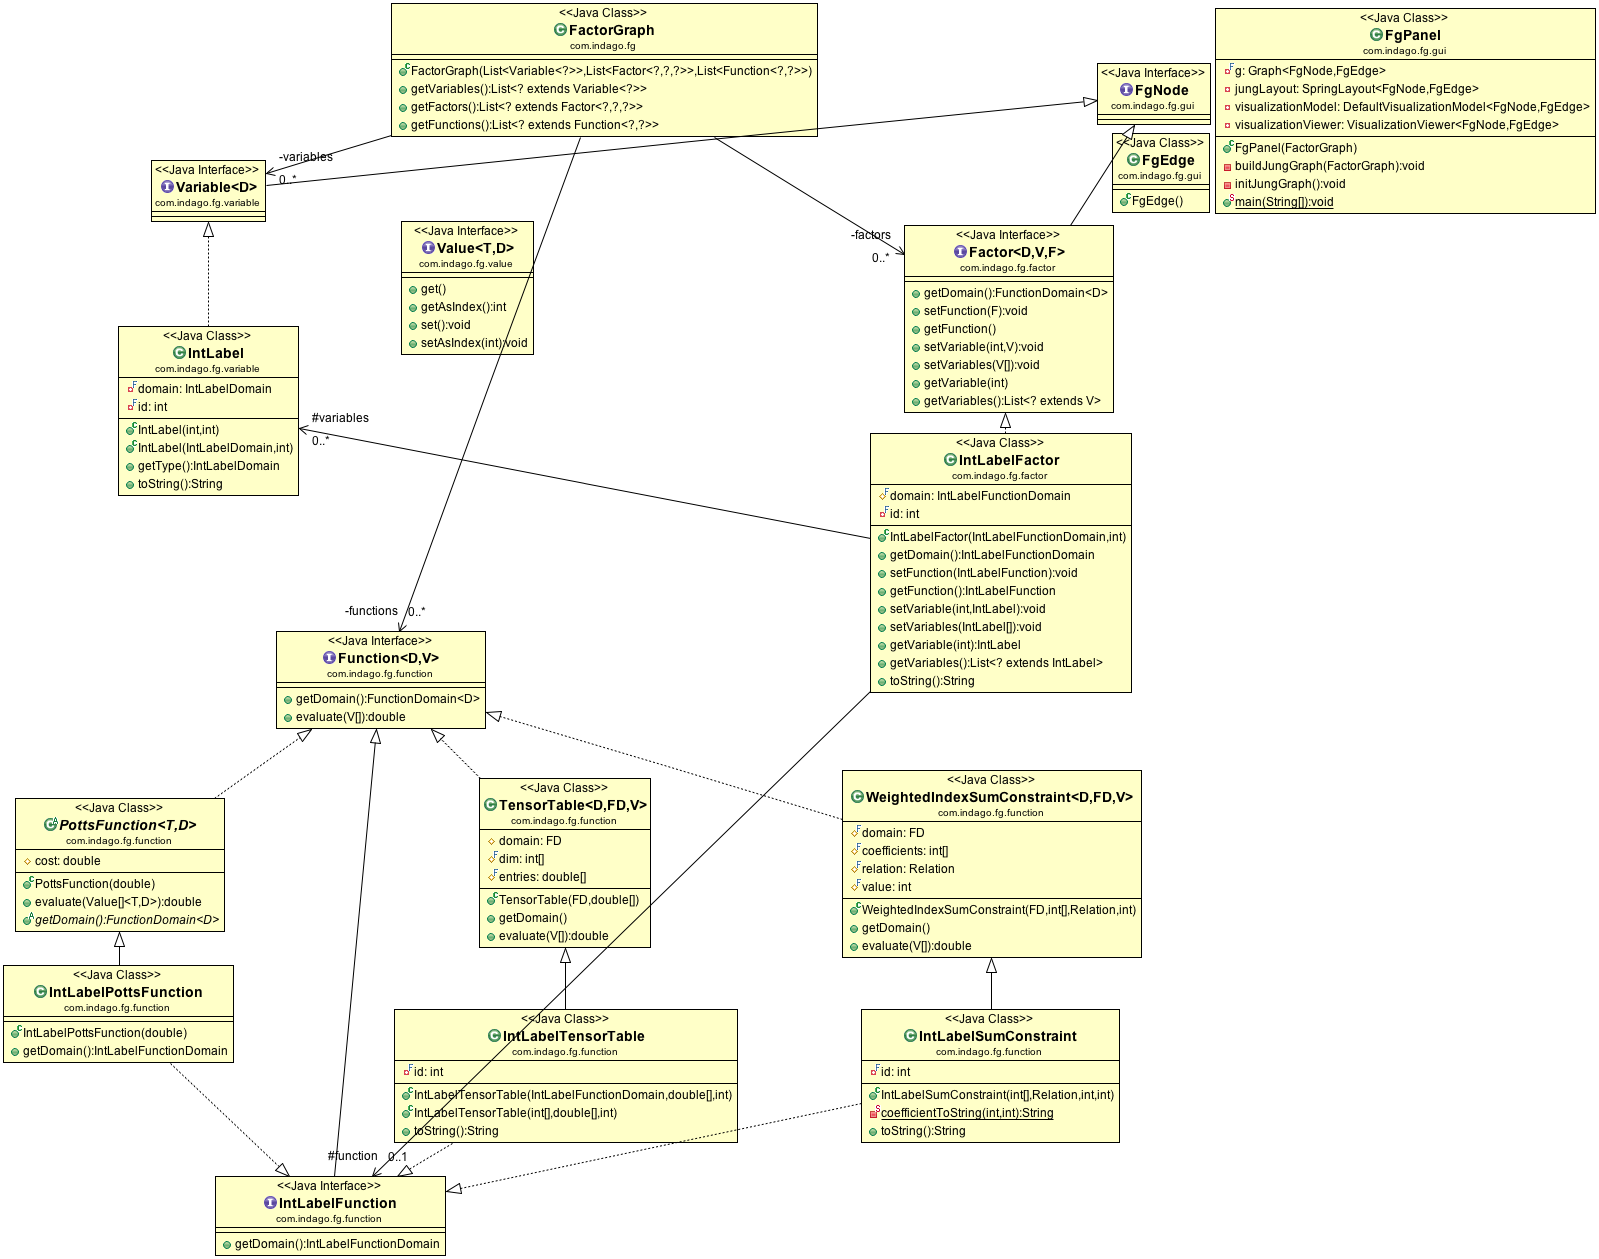 <<Java Class>>
FactorGraph
com.indago.fg
FactorGraph(List<Variable<?>>,List<Factor<?,?,?>>,List<Function<?,?>>)
getVariables():List<? extends Variable<?>>
getFactors():List<? extends Factor<?,?,?>>
getFunctions():List<? extends Function<?,?>>
<<Java Interface>>
FgNode
com.indago.fg.gui
<<Java Class>>
FgPanel
com.indago.fg.gui
g: Graph<FgNode,FgEdge>
jungLayout: SpringLayout<FgNode,FgEdge>
visualizationModel: DefaultVisualizationModel<FgNode,FgEdge>
visualizationViewer: VisualizationViewer<FgNode,FgEdge>
FgPanel(FactorGraph)
buildJungGraph(FactorGraph):void
initJungGraph():void
main(String[]):void
<<Java Class>>
FgEdge
com.indago.fg.gui
FgEdge()
-variables
0..*
<<Java Interface>>
Variable<D>
com.indago.fg.variable
<<Java Interface>>
Value<T,D>
com.indago.fg.value
get()
getAsIndex():int
set():void
setAsIndex(int):void
-factors
0..*
<<Java Interface>>
Factor<D,V,F>
com.indago.fg.factor
getDomain():FunctionDomain<D>
setFunction(F):void
getFunction()
setVariable(int,V):void
setVariables(V[]):void
getVariable(int)
getVariables():List<? extends V>
<<Java Class>>
IntLabel
com.indago.fg.variable
domain: IntLabelDomain
id: int
IntLabel(int,int)
IntLabel(IntLabelDomain,int)
getType():IntLabelDomain
toString():String
#variables
0..*
<<Java Class>>
IntLabelFactor
com.indago.fg.factor
domain: IntLabelFunctionDomain
id: int
IntLabelFactor(IntLabelFunctionDomain,int)
getDomain():IntLabelFunctionDomain
setFunction(IntLabelFunction):void
getFunction():IntLabelFunction
setVariable(int,IntLabel):void
setVariables(IntLabel[]):void
getVariable(int):IntLabel
getVariables():List<? extends IntLabel>
toString():String
-functions
0..*
<<Java Interface>>
Function<D,V>
com.indago.fg.function
getDomain():FunctionDomain<D>
evaluate(V[]):double
<<Java Class>>
PottsFunction<T,D>
com.indago.fg.function
cost: double
PottsFunction(double)
evaluate(Value[]<T,D>):double
getDomain():FunctionDomain<D>
<<Java Class>>
TensorTable<D,FD,V>
com.indago.fg.function
domain: FD
dim: int[]
entries: double[]
TensorTable(FD,double[])
getDomain()
evaluate(V[]):double
<<Java Class>>
WeightedIndexSumConstraint<D,FD,V>
com.indago.fg.function
domain: FD
coefficients: int[]
relation: Relation
value: int
WeightedIndexSumConstraint(FD,int[],Relation,int)
getDomain()
evaluate(V[]):double
<<Java Class>>
IntLabelPottsFunction
com.indago.fg.function
IntLabelPottsFunction(double)
getDomain():IntLabelFunctionDomain
<<Java Class>>
IntLabelTensorTable
com.indago.fg.function
id: int
IntLabelTensorTable(IntLabelFunctionDomain,double[],int)
IntLabelTensorTable(int[],double[],int)
toString():String
<<Java Class>>
IntLabelSumConstraint
com.indago.fg.function
id: int
IntLabelSumConstraint(int[],Relation,int,int)
coefficientToString(int,int):String
toString():String
#function
0..1
<<Java Interface>>
IntLabelFunction
com.indago.fg.function
getDomain():IntLabelFunctionDomain